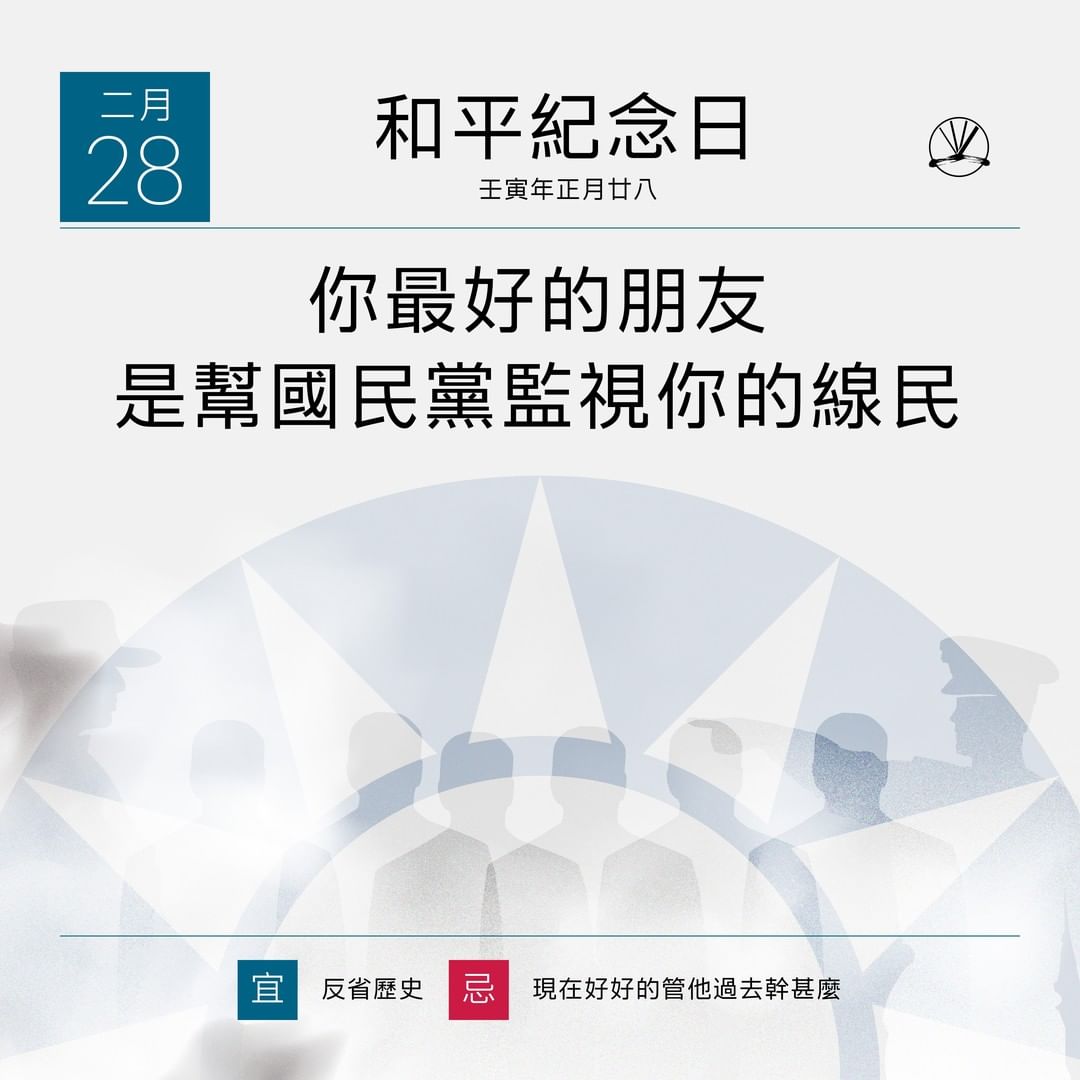 二月
28
和平紀念日
壬寅年正月廿八
你最好的朋友
是幫國民黨監視你的線民
宜 反省歷史 忌 現在好好的管他過去幹甚麼